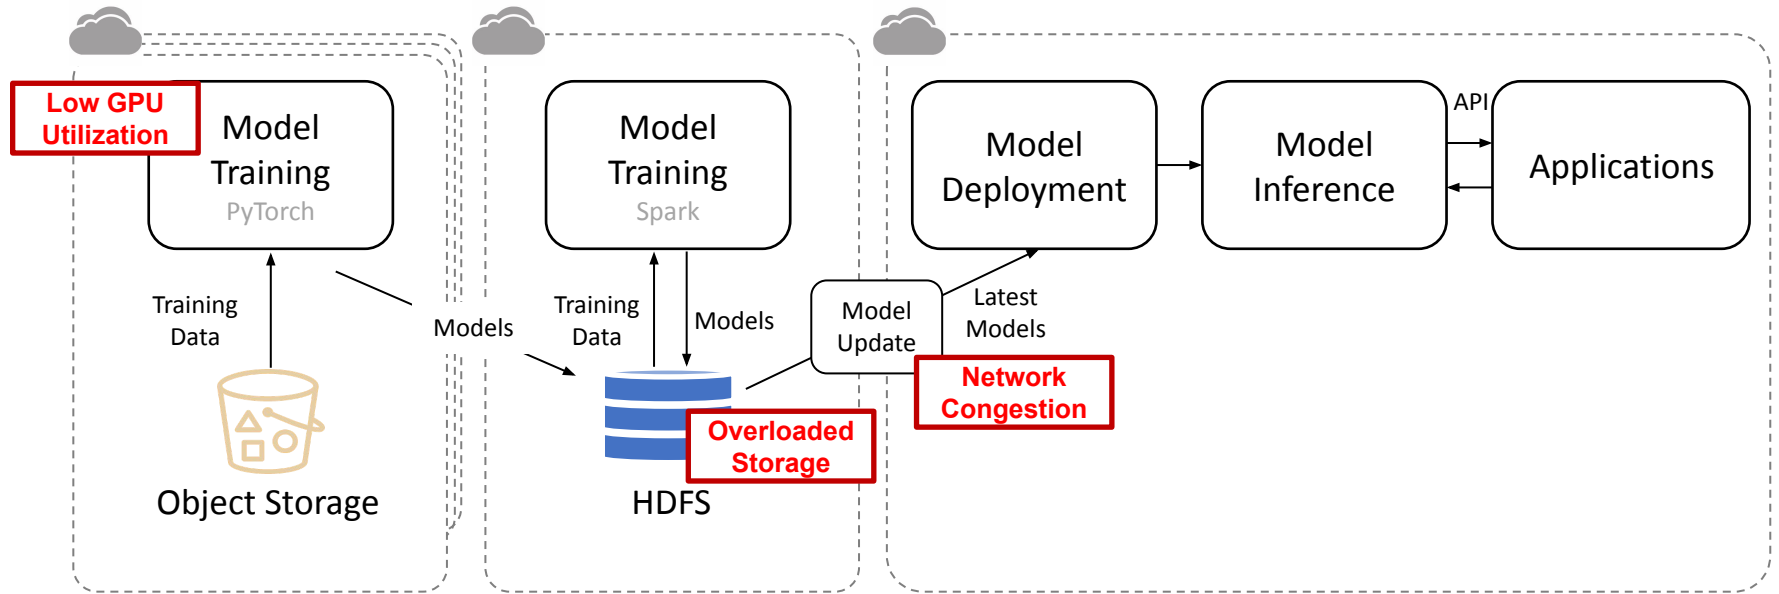 Low GPU
Utilization
Model
Training
PyTorch
Training
Data
Object Storage
Models
Model
Training
Spark
Training
Data
Models
HDFS
Overloaded
Storage
Model
Update
Latest
Models
Network
Congestion
Model
Deployment
Model
Inference
API
Applications